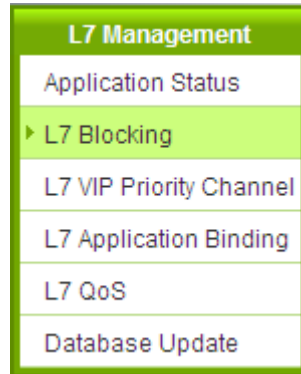 L7 Management
Application Status
L7 Blocking
L7 VIP Priority Channel
L7 Application Binding
L7 QoS
Database Update